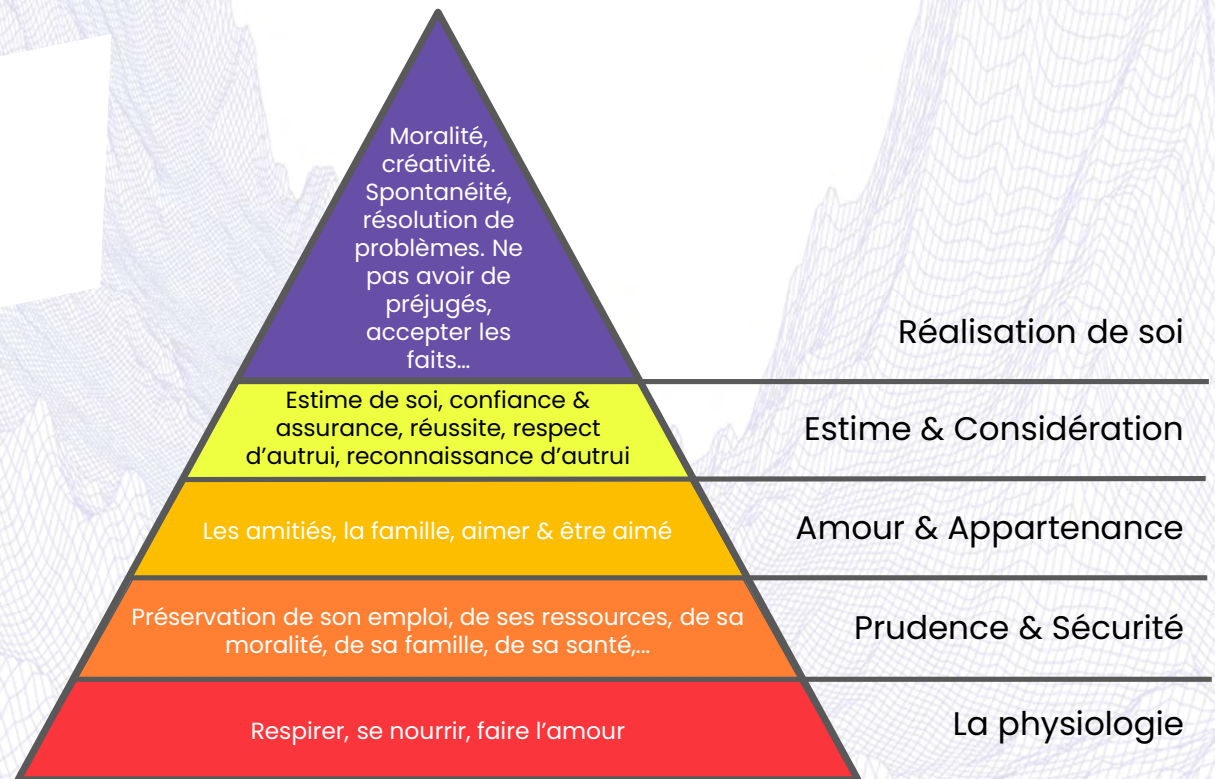 Moralité,
créativité.
Spontanéité,
résolution de
problèmes. Ne
pas avoir de
préjugés,
accepter les
faits…
Réalisation de soi
Estime de soi, confiance &
assurance, réussite, respect
d’autrui, reconnaissance d’autrui
Estime & Considération
Les amitiés, la famille, aimer & être aimé
Amour & Appartenance
Préservation de son emploi, de ses ressources, de sa
moralité, de sa famille, de sa santé,…
Prudence & Sécurité
Respirer, se nourrir, faire l’amour
La physiologie